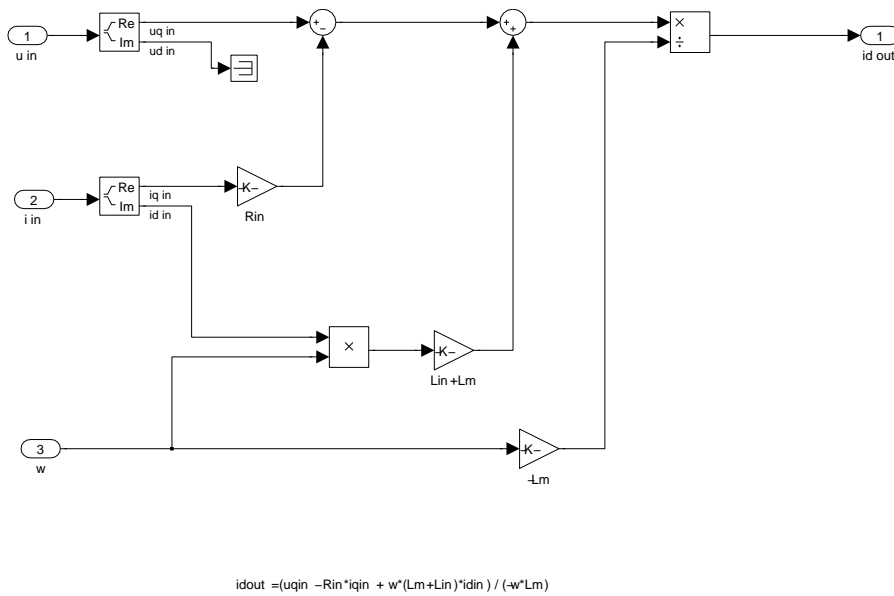 Re
Im
uq in
ud in
1
u in
+
−
+
+
×
÷
1
id out
Re
Im
iq in
id in
2
i in
-K-
Rin
×
-K-
Lin+Lm
3
w
-K-
-Lm
idout =(uqin −Rin*iqin + w*(Lm+Lin)*idin ) / (-w*Lm)